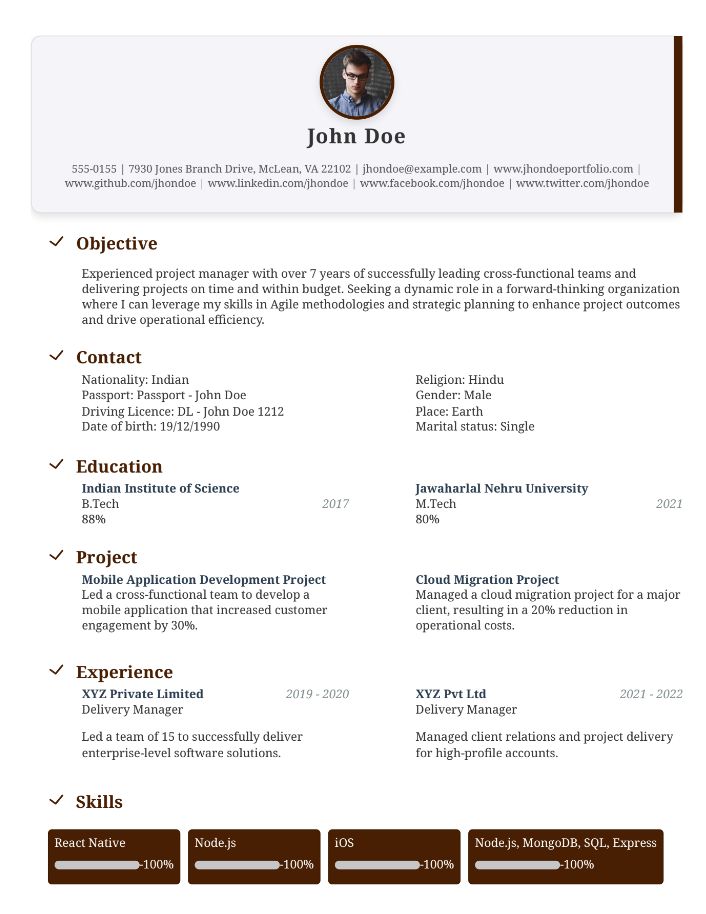 John Doe
555-0155 | 7930 Jones Branch Drive, McLean, VA 22102 | jhondoe@example.com | www.jhondoeportfolio.com |
www.github.com/jhondoe | www.linkedin.com/jhondoe | www.facebook.com/jhondoe | www.twitter.com/jhondoe
Objective
Experienced project manager with over 7 years of successfully leading cross-functional teams and
delivering projects on time and within budget. Seeking a dynamic role in a forward-thinking organization
where I can leverage my skills in Agile methodologies and strategic planning to enhance project outcomes
and drive operational efficiency.
Contact
Nationality: Indian
Passport: Passport - John Doe
Driving Licence: DL - John Doe 1212
Date of birth: 19/12/1990
Religion: Hindu
Gender: Male
Place: Earth
Marital status: Single
Education
Indian Institute of Science
B.Tech 2017
88%
Jawaharlal Nehru University
M.Tech 2021
80%
Project
Mobile Application Development Project
Led a cross-functional team to develop a
mobile application that increased customer
engagement by 30%.
Cloud Migration Project
Managed a cloud migration project for a major
client, resulting in a 20% reduction in
operational costs.
Experience
XYZ Private Limited 2019 - 2020
Delivery Manager
Led a team of 15 to successfully deliver
enterprise-level software solutions.
XYZ Pvt Ltd 2021 - 2022
Delivery Manager
Managed client relations and project delivery
for high-profile accounts.
Skills
React Native
-100%
Node.js
-100%
iOS
-100%
Node.js, MongoDB, SQL, Express
-100%